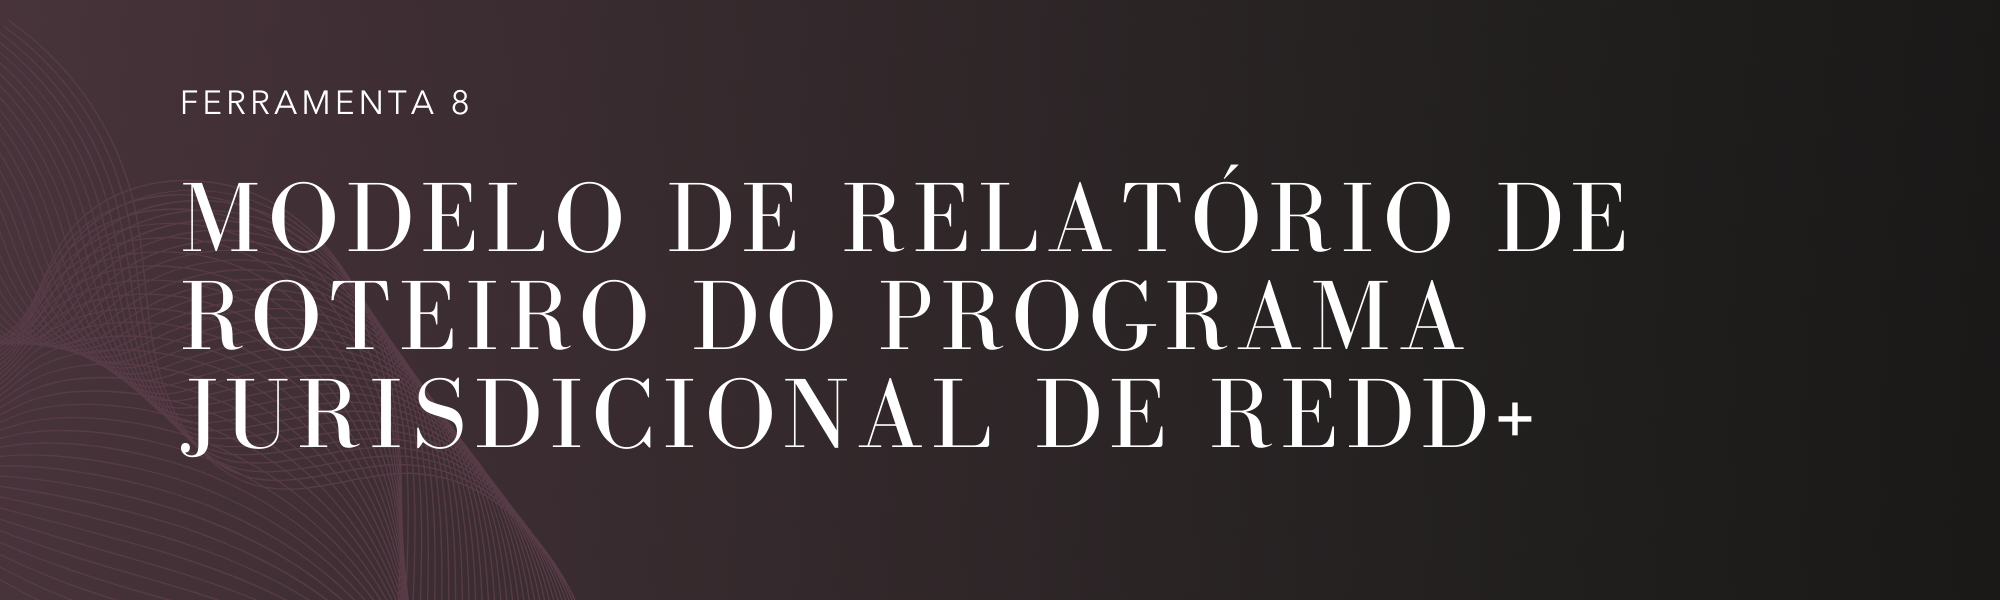 FERRAMENTA 8
MODELO DE RELATÓRIO DE
ROTEIRO DO PROGRAMA
JURISDICIONAL DE REDD+